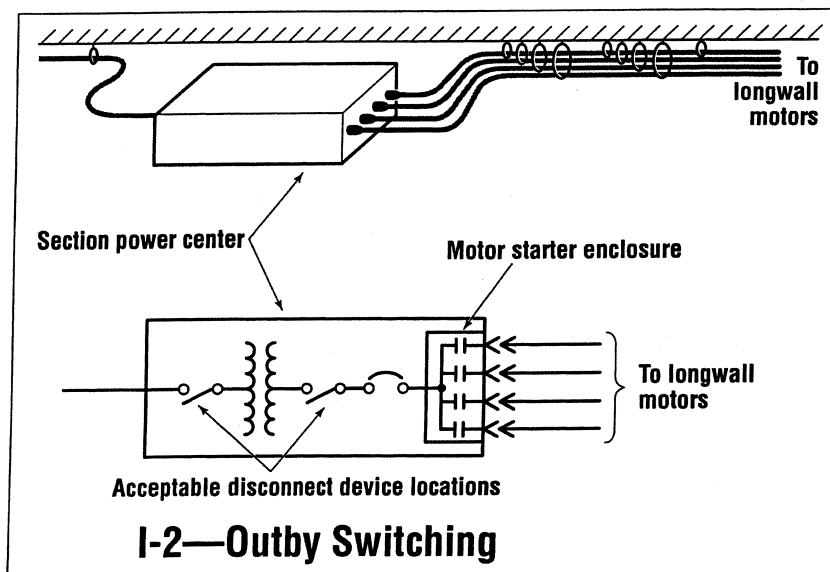 To
longwall
motors
Section power center
Motor starter enclosure
To longwall
motors
Acceptable disconnect device locations
I-2—Outby Switching